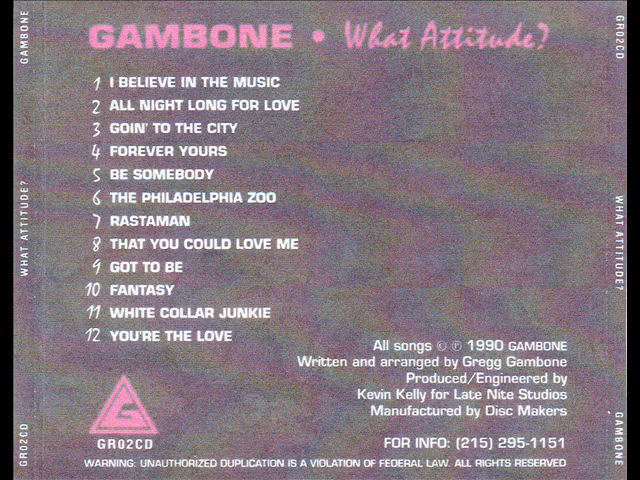 GAMBONE • What Attitude?
1 I BELIEVE IN THE MUSIC
2 ALL NIGHT LONG FOR LOVE
3 GOIN' TO THE CITY
4 FOREVER YOURS
5 BE SOMEBODY
6 THE PHILADELPHIA ZOO
7 RASTAMAN
8 THAT YOU COULD LOVE ME
9 GOT TO BE
10 FANTASY
11 WHITE COLLAR JUNKIE
12 YOU'RE THE LOVE
All songs © ℗ 1990 GAMBONE
Written and arranged by Gregg Gambone
Produced/Engineered by
Kevin Kelly for Late Nite Studios
Manufactured by Disc Makers
G
GR02CD
FOR INFO: (215) 295-1151
WARNING: UNAUTHORIZED DUPLICATION IS A VIOLATION OF FEDERAL LAW. ALL RIGHTS RESERVED
GAMBONE
WHAT ATTITUDE?
GR02CD
GR02CD
WHAT ATTITUDE?
GAMBONE